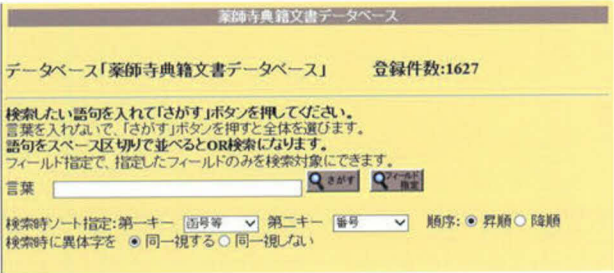 薬師寺典籍文書データベース
データベース「薬師寺典籍文書データベース」 登録件数:1627
検索したい語句を入れて「さがす」ボタンを押してください。
言葉を入れないで、「さがす」ボタンを押すと全体を選びます。
語句をスペース区切りで並べるとOR検索になります。
フィールド指定で、指定したフィールドのみを検索対象にできます。
言葉 さがす フィールド指定
検索時ソート指定:第一キー 函号等 第二キー 番号 順序: 昇順 降順
検索時に異体字を 同一視する 同一視しない